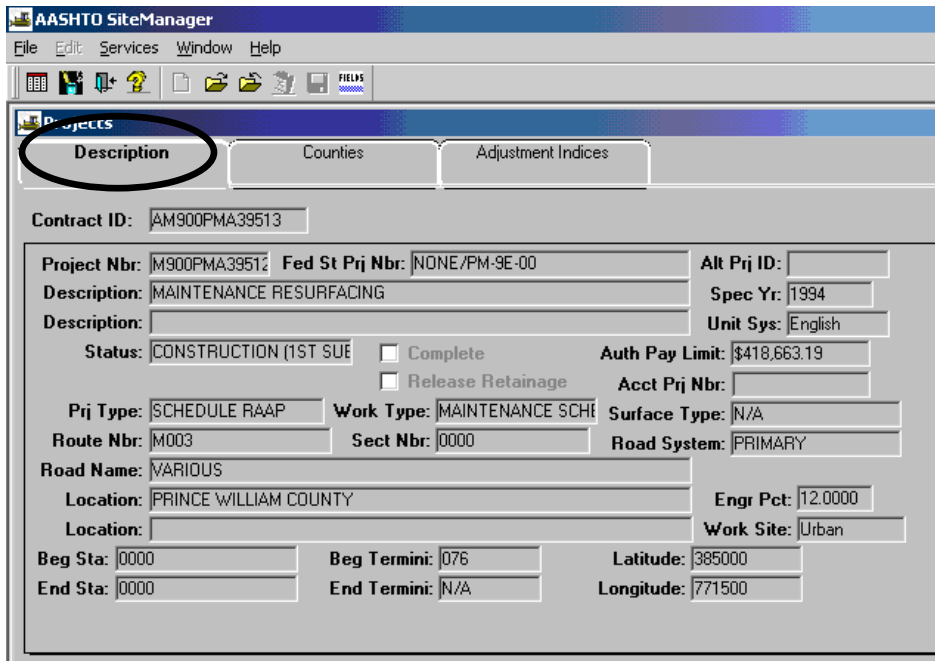 AASHTO SiteManager
File Edit Services Window Help
FIELDS
Projects
Description Counties Adjustment Indices
Contract ID: AM900PMA39513
Project Nbr: M900PMA39512 Fed St Prj Nbr: NONE/PM-9E-00 Alt Prj ID:
Description: MAINTENANCE RESURFACING Spec Yr: 1994
Description: Unit Sys: English
Status: CONSTRUCTION (1ST SUB Complete Auth Pay Limit: $418,663.19
Release Retainage Acct Prj Nbr:
Prj Type: SCHEDULE RAAP Work Type: MAINTENANCE SCHE Surface Type: N/A
Route Nbr: M003 Sect Nbr: 0000 Road System: PRIMARY
Road Name: VARIOUS
Location: PRINCE WILLIAM COUNTY Engr Pct: 12.0000
Location: Work Site: Urban
Beg Sta: 0000 Beg Termini: 076 Latitude: 385000
End Sta: 0000 End Termini: N/A Longitude: 771500